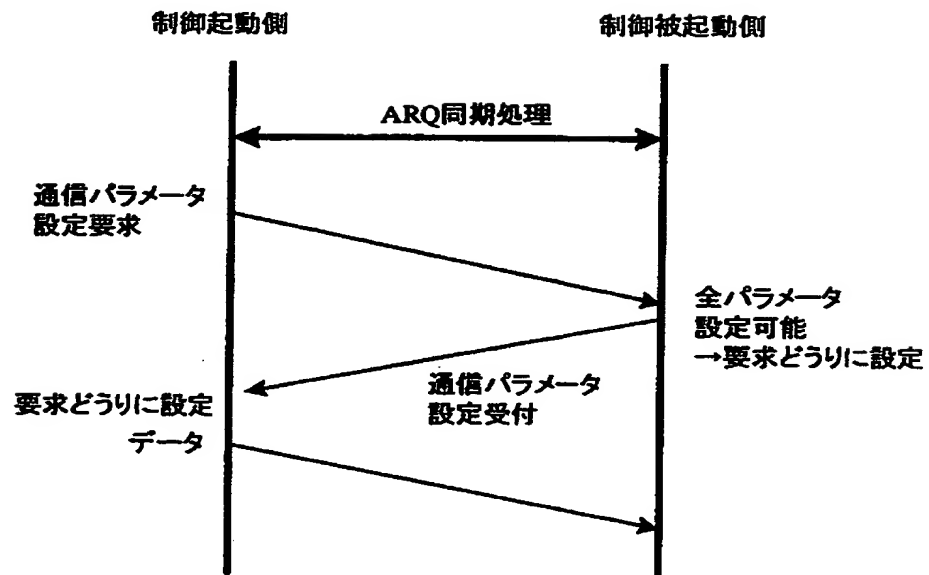 制御起動側
制御被起動側
ARQ同期処理
通信パラメータ
設定要求
全パラメータ
設定可能
→要求どうりに設定
通信パラメータ
設定受付
要求どうりに設定
データ